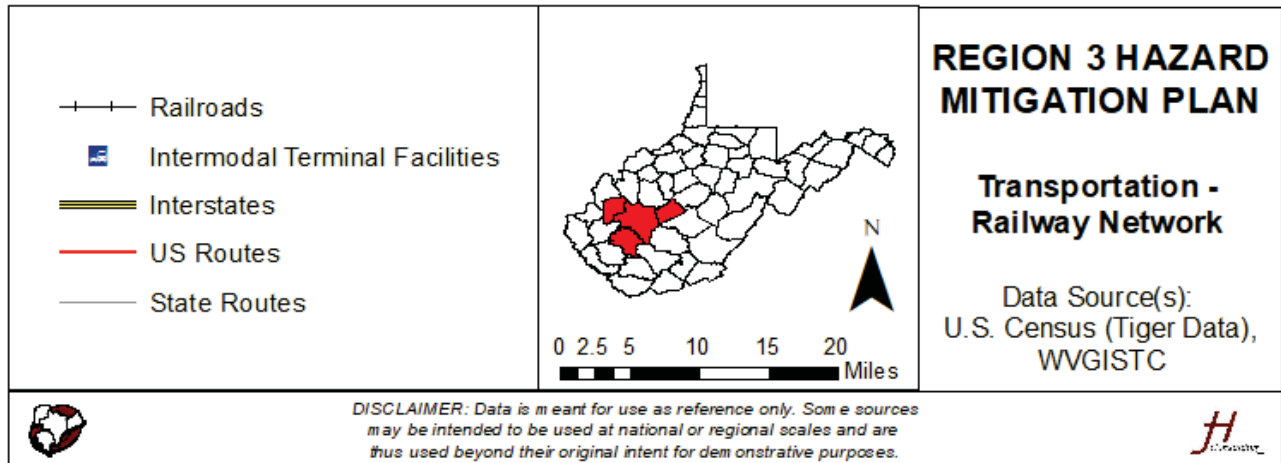 Railroads
Intermodal Terminal Facilities
Interstates
US Routes
State Routes
N
0 2.5 5 10 15 20
Miles
REGION 3 HAZARD
MITIGATION PLAN
Transportation -
Railway Network
Data Source(s):
U.S. Census (Tiger Data),
WVGISTC
DISCLAIMER: Data is meant for use as reference only. Some sources
may be intended to be used at national or regional scales and are
thus used beyond their original intent for demonstrative purposes.